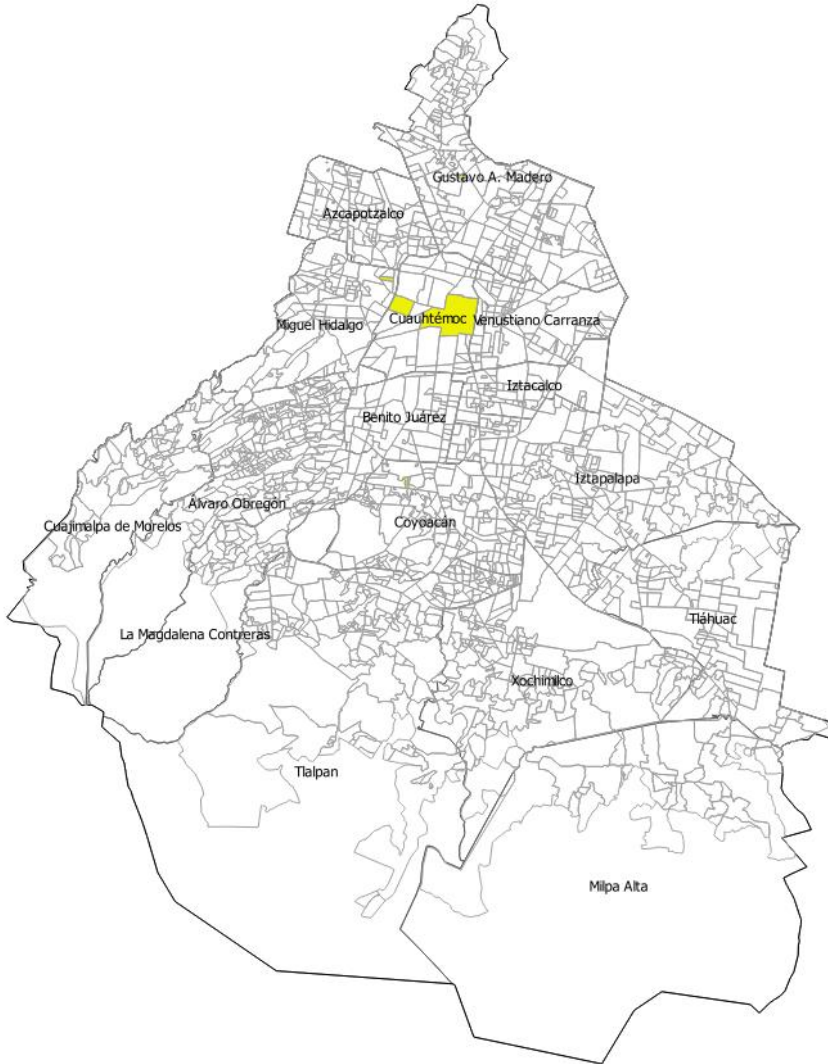 Gustavo A. Madero
Azcapotzalco
Cuauhtémoc
Venustiano Carranza
Miguel Hidalgo
Iztacalco
Benito Juárez
Iztapalapa
Álvaro Obregón
Coyoacán
Cuajimalpa de Morelos
Tláhuac
La Magdalena Contreras
Xochimilco
Tlalpan
Milpa Alta